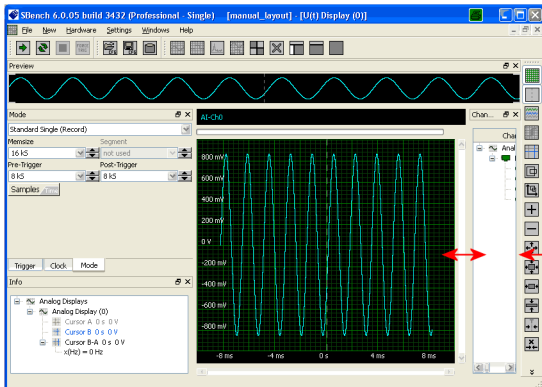 SBench 6.0.05 build 3432 (Professional - Single) [manual_layout] - [U(t) Display (0)]
File New Hardware Settings Windows Help
Preview
Mode
Standard Single (Record)
Memsize Segment
16 kS not used
Pre-Trigger Post-Trigger
8 kS 8 kS
Samples
Trigger Clock Mode
Info
Analog Displays
Analog Display (0)
Cursor A 0 s 0 V
Cursor B 0 s 0 V
Cursor B-A 0 s 0 V
x(Hz) = 0 Hz
AI-Ch0
800 mV
600 mV
400 mV
200 mV
0 V
-200 mV
-400 mV
-600 mV
-800 mV
-8 ms -4 ms 0 s 4 ms 8 ms
Chan...
Char
Anal